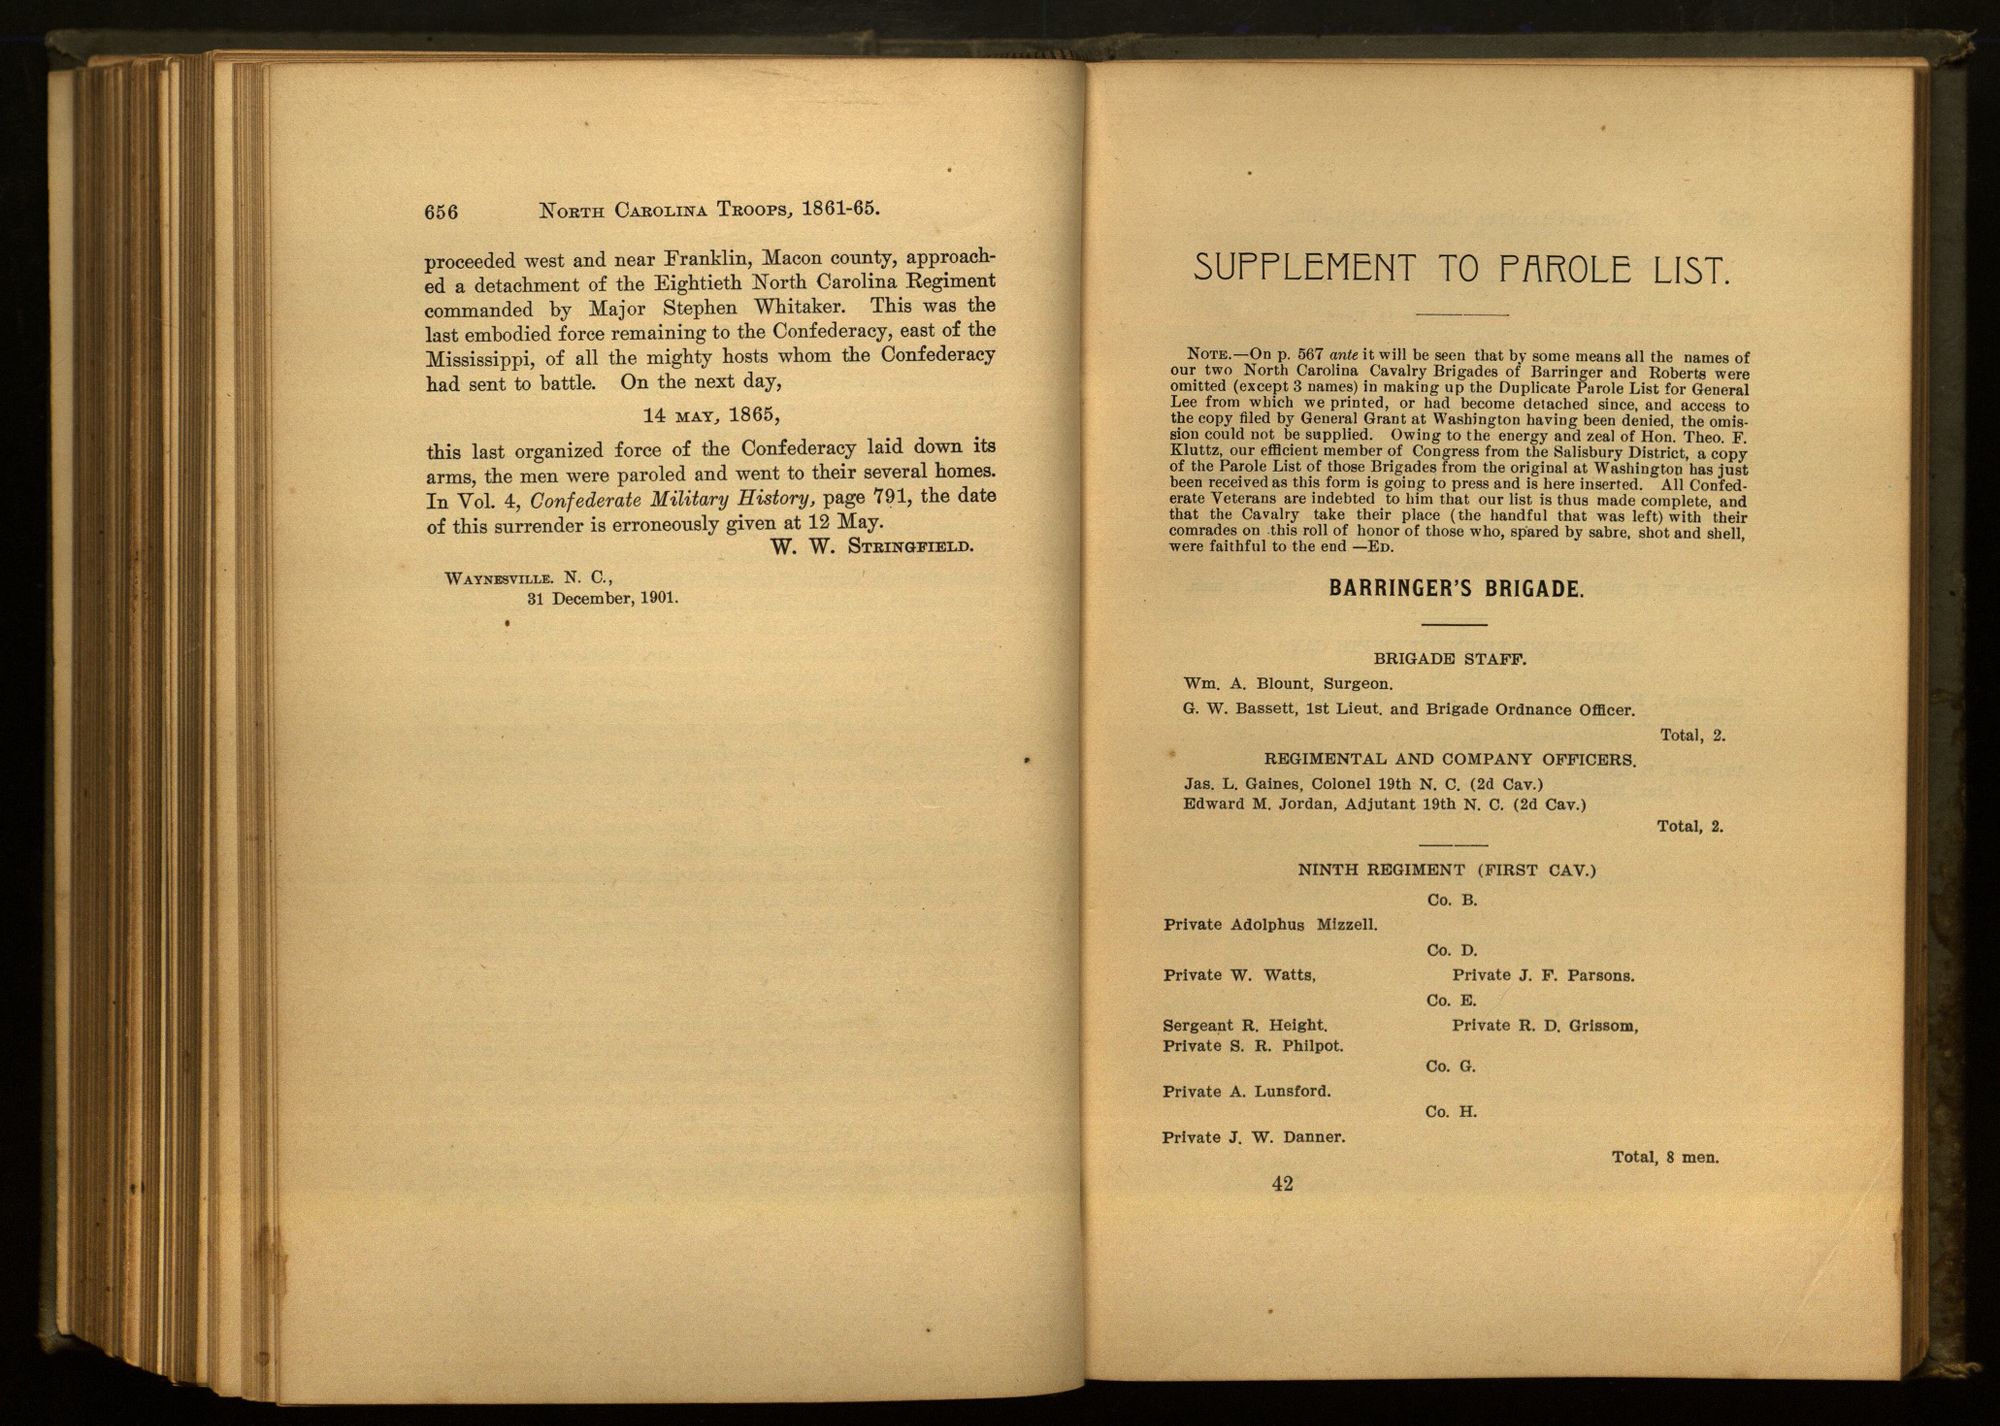 656 North Carolina Troops, 1861-65.
proceeded west and near Franklin, Macon county, approach-
ed a detachment of the Eightieth North Carolina Regiment
commanded by Major Stephen Whitaker. This was the
last embodied force remaining to the Confederacy, east of the
Mississippi, of all the mighty hosts whom the Confederacy
had sent to battle. On the next day,
14 may, 1865,
this last organized force of the Confederacy laid down its
arms, the men were paroled and went to their several homes.
In Vol. 4, Confederate Military History, page 791, the date
of this surrender is erroneously given at 12 May.
W. W. Stringfield.
Waynesville. N. C.,
31 December, 1901.
SUPPLEMENT TO PAROLE LIST.
Note.—On p. 567 ante it will be seen that by some means all the names of
our two North Carolina Cavalry Brigades of Barringer and Roberts were
omitted (except 3 names) in making up the Duplicate Parole List for General
Lee from which we printed, or had become detached since, and access to
the copy filed by General Grant at Washington having been denied, the omis-
sion could not be supplied. Owing to the energy and zeal of Hon. Theo. F.
Kluttz, our efficient member of Congress from the Salisbury District, a copy
of the Parole List of those Brigades from the original at Washington has just
been received as this form is going to press and is here inserted. All Confed-
erate Veterans are indebted to him that our list is thus made complete, and
that the Cavalry take their place (the handful that was left) with their
comrades on this roll of honor of those who, spared by sabre, shot and shell,
were faithful to the end —Ed.
BARRINGER'S BRIGADE.
BRIGADE STAFF.
Wm. A. Blount, Surgeon.
G. W. Bassett, 1st Lieut. and Brigade Ordnance Officer.
Total, 2.
REGIMENTAL AND COMPANY OFFICERS.
Jas. L. Gaines, Colonel 19th N. C. (2d Cav.)
Edward M. Jordan, Adjutant 19th N. C. (2d Cav.)
Total, 2.
NINTH REGIMENT (FIRST CAV.)
Co. B.
Private Adolphus Mizzell.
Co. D.
Private W. Watts, Private J. F. Parsons.
Co. E.
Sergeant R. Height. Private R. D. Grissom,
Private S. R. Philpot.
Co. G.
Private A. Lunsford.
Co. H.
Private J. W. Danner.
Total, 8 men.
42